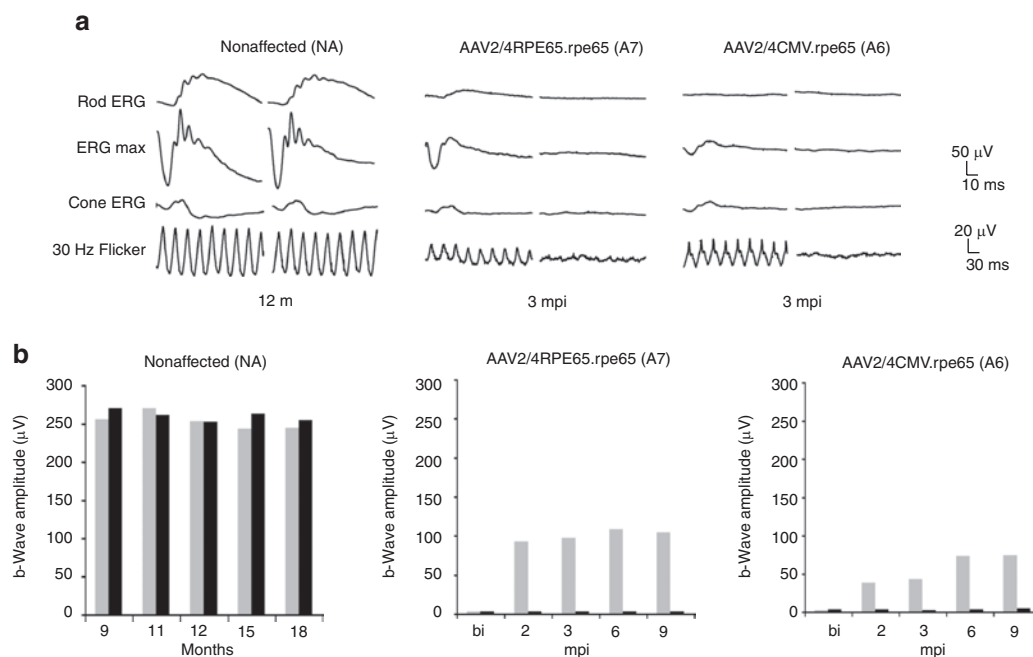 a
Nonaffected (NA)
AAV2/4RPE65.rpe65 (A7)
AAV2/4CMV.rpe65 (A6)
Rod ERG
ERG max
50 μV
10 ms
Cone ERG
30 Hz Flicker
20 μV
30 ms
12 m
3 mpi
3 mpi
b
Nonaffected (NA)
b-Wave amplitude (μV)
300
250
200
150
100
50
0
9
11
12
15
18
Months
AAV2/4RPE65.rpe65 (A7)
b-Wave amplitude (μV)
300
250
200
150
100
50
0
bi
2
3
6
9
mpi
AAV2/4CMV.rpe65 (A6)
b-Wave amplitude (μV)
300
250
200
150
100
50
0
bi
2
3
6
9
mpi